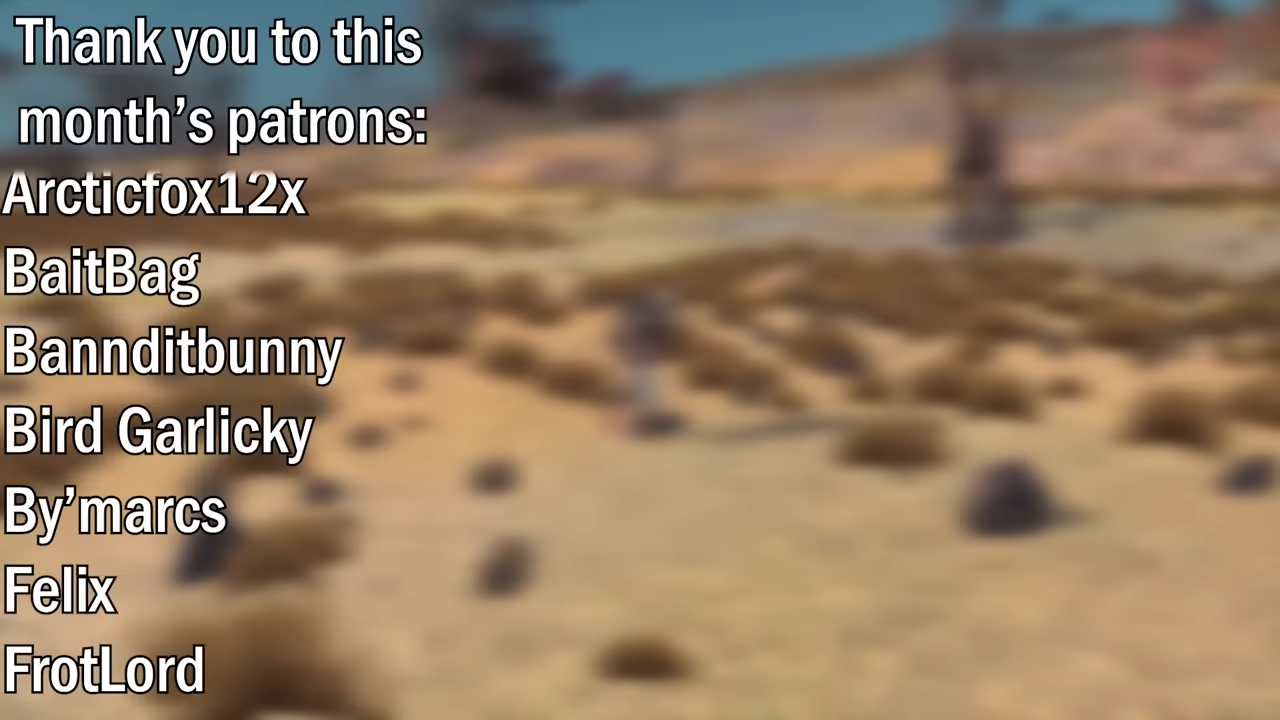 Thank you to this
month’s patrons:
Arcticfox12x
BaitBag
Bannditbunny
Bird Garlicky
By’marcs
Felix
FrotLord